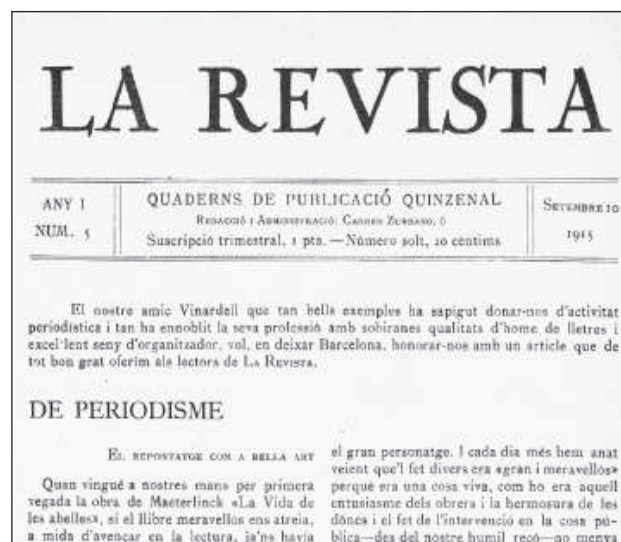 LA REVISTA
ANY I
NUM. 5
QUADERNS DE PUBLICACIÓ QUINZENAL
REDACCIÓ I ADMINISTRACIÓ: CARRER ZURBANO, 6
Suscripció trimestral, 1 pta. — Número solt, 20 cèntims
SETEMBRE 10
1915
El nostre amic Vinardell que tan bells exemples ha sapigut donar-nos d'activitat
periodística i tan ha ennoblit la seva professió amb sobiranes qualitats d'home de lletres i
excel·lent seny d'organitzador, vol, en deixar Barcelona, honorar-nos amb un article que de
tot bon grat oferim als lectors de LA REVISTA.
DE PERIODISME
EL REPORTATGE COM A BELLA ART
Quan vingué a nostres mans per primera
vegada la obra de Maeterlinck «La Vida de
les abelles», si el llibre meravellos ens atreia,
a mida d'avençar en la lectura, ja'ns havia
el gran personatge. I cada dia més hem anat
veient que'l fet divers era «gran i meravellós»
perquè era una cosa viva, com ho era aquell
entusiasme dels obrers i la hermosura de les
dònes i el fet de l'intervenció en la cosa pú-
blica—des del nostre humil recó—no menys